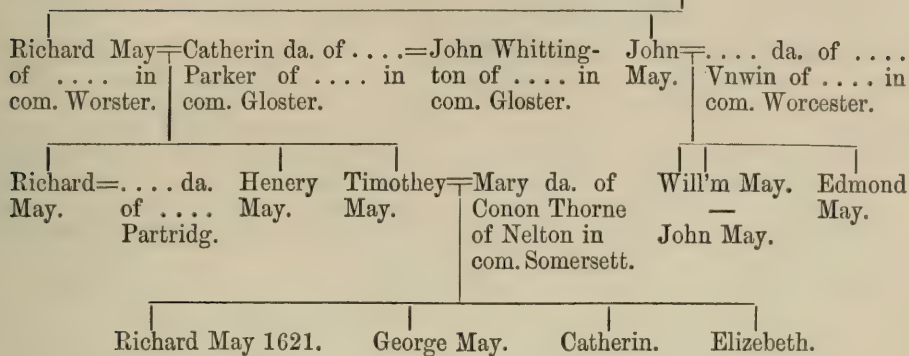 Richard May=Catherin da. of . . . .=John Whitting- John= . . . . da. of . . . .
of . . . . in Parker of . . . . in ton of . . . . in May. Vnwin of . . . . in
com. Worster. com. Gloster. com. Gloster. com. Worcester.
Richard= . . . . da. Henery Timothey=Mary da. of Will'm May. Edmond
May. of . . . . May. May. Conon Thorne — May.
Partridg. of Nelton in John May.
com. Somersett.
Richard May 1621. George May. Catherin. Elizebeth.